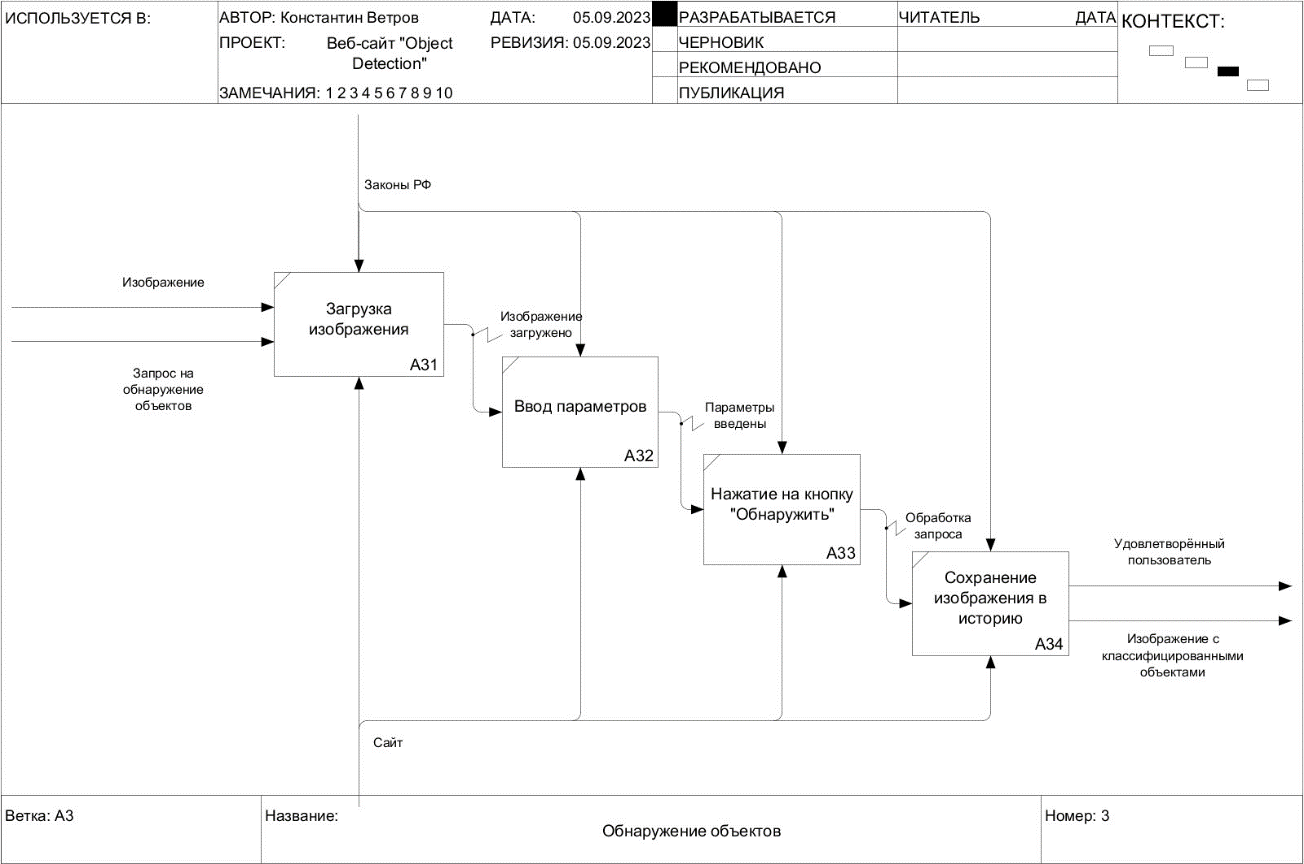 ИСПОЛЬЗУЕТСЯ В:
АВТОР: Константин Ветров
ДАТА: 05.09.2023
ПРОЕКТ: Веб-сайт "Object
Detection"
РЕВИЗИЯ: 05.09.2023
ЗАМЕЧАНИЯ: 1 2 3 4 5 6 7 8 9 10
РАЗРАБАТЫВАЕТСЯ
ЧЕРНОВИК
РЕКОМЕНДОВАНО
ПУБЛИКАЦИЯ
ЧИТАТЕЛЬ
ДАТА
КОНТЕКСТ:
Законы РФ
Изображение
Запрос на
обнаружение
объектов
Загрузка
изображения
A31
Изображение
загружено
Ввод параметров
A32
Параметры
введены
Нажатие на кнопку
"Обнаружить"
A33
Обработка
запроса
Сохранение
изображения в
историю
A34
Удовлетворённый
пользователь
Изображение с
классифицированными
объектами
Сайт
Ветка: A3
Название:
Обнаружение объектов
Номер: 3